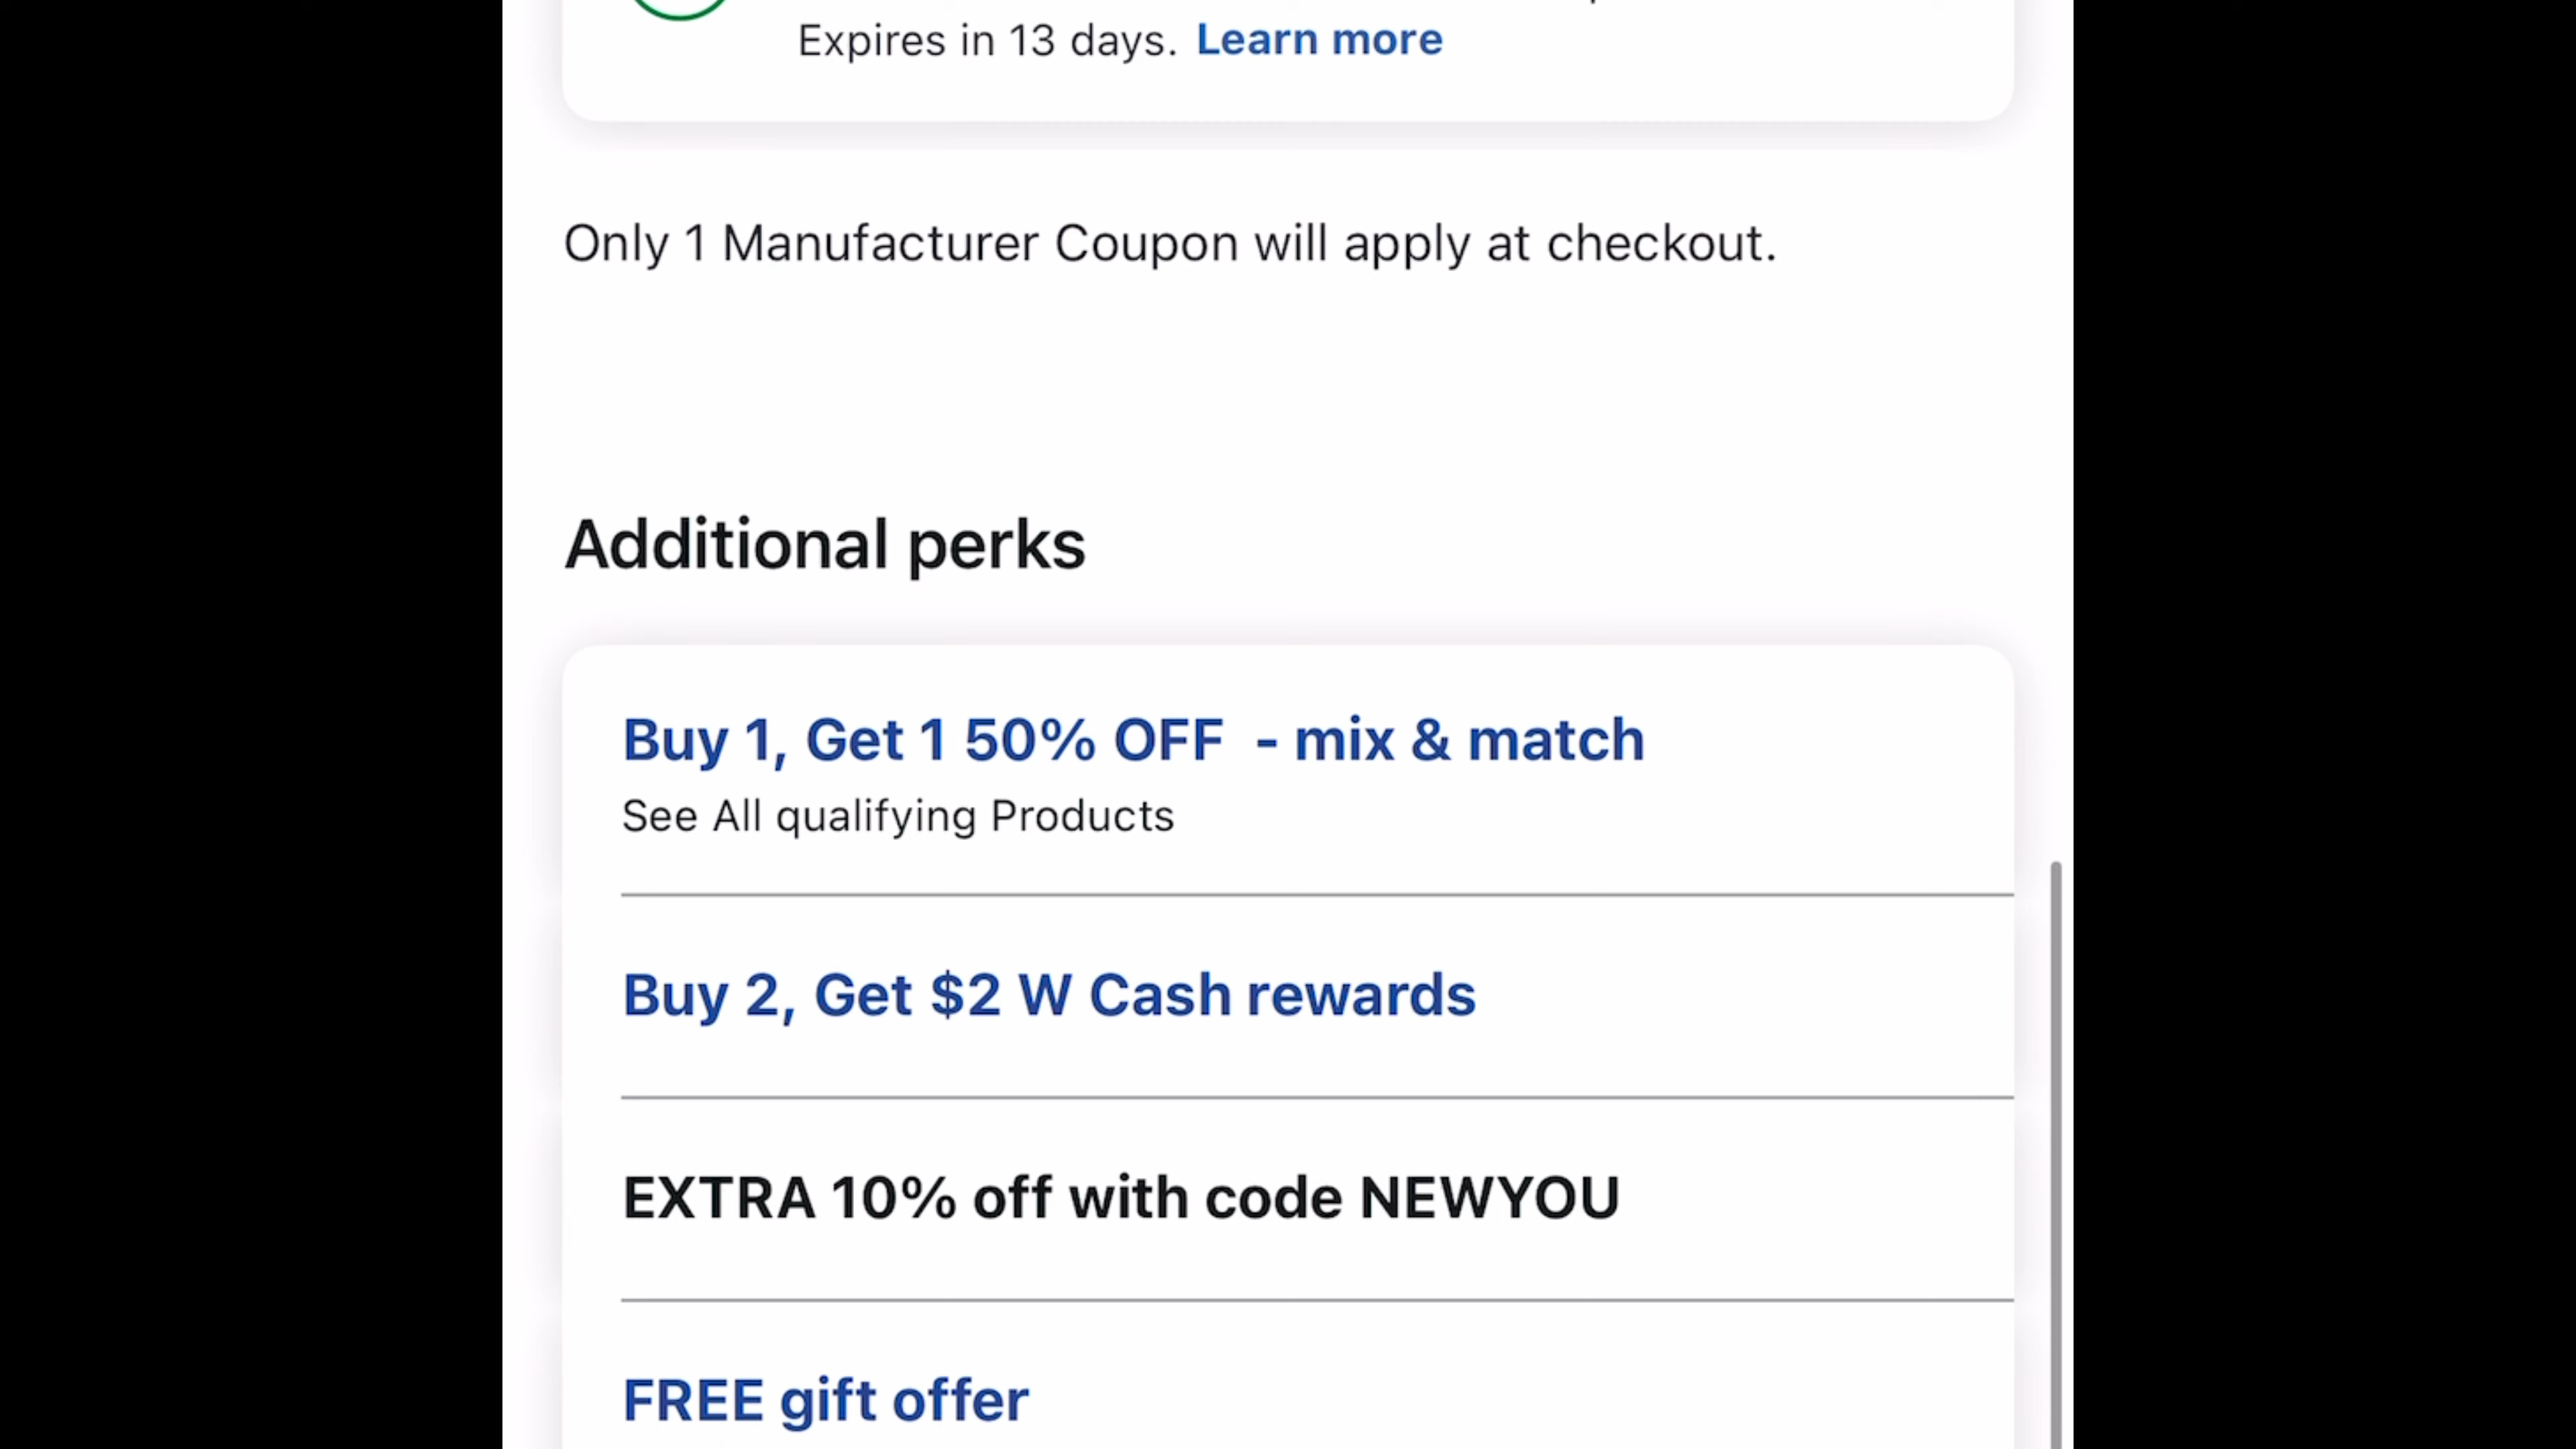 Expires in 13 days. Learn more
Only 1 Manufacturer Coupon will apply at checkout.
Additional perks
Buy 1, Get 1 50% OFF - mix & match
See All qualifying Products
Buy 2, Get $2 W Cash rewards
EXTRA 10% off with code NEWYOU
FREE gift offer